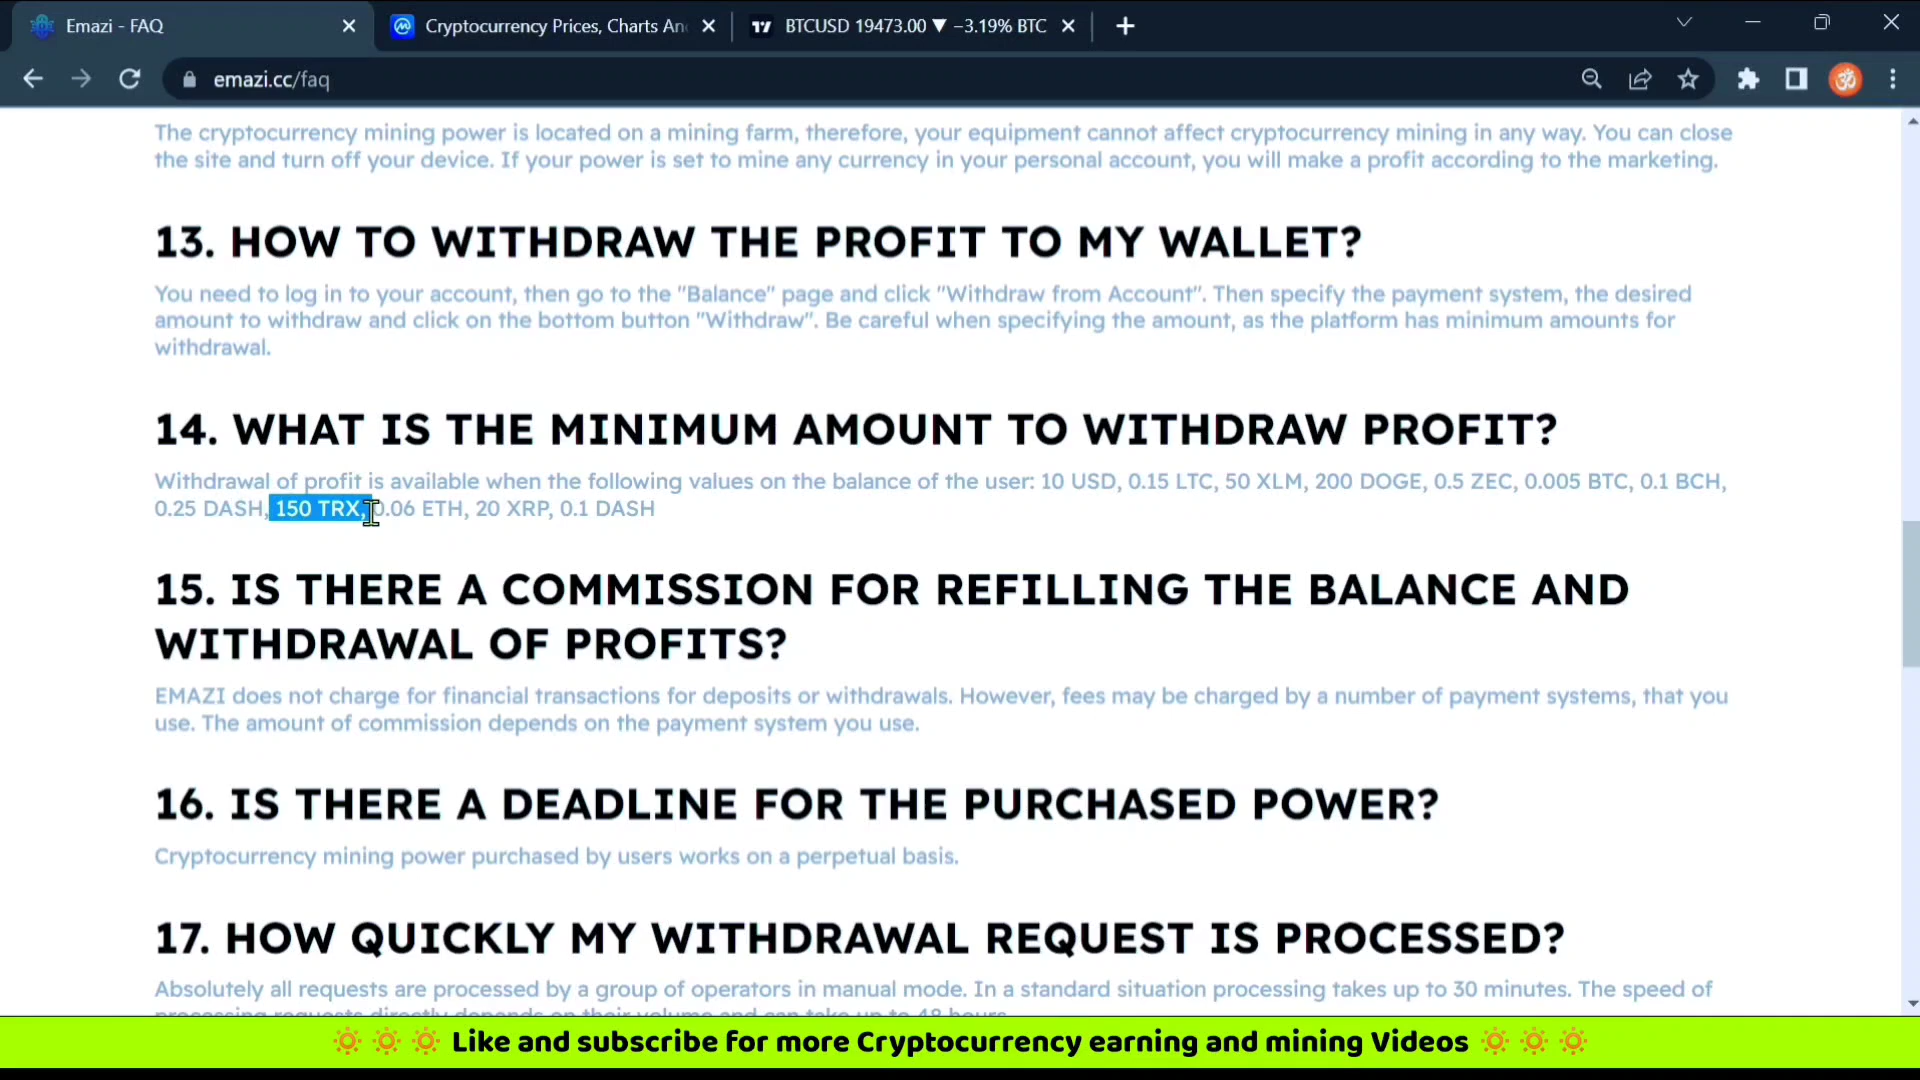 Emazi - FAQ
Cryptocurrency Prices, Charts An
BTCUSD 19473.00 ▼ −3.19% BTC
emazi.cc/faq
The cryptocurrency mining power is located on a mining farm, therefore, your equipment cannot affect cryptocurrency mining in any way. You can close
the site and turn off your device. If your power is set to mine any currency in your personal account, you will make a profit according to the marketing.
13. HOW TO WITHDRAW THE PROFIT TO MY WALLET?
You need to log in to your account, then go to the "Balance" page and click "Withdraw from Account". Then specify the payment system, the desired
amount to withdraw and click on the bottom button "Withdraw". Be careful when specifying the amount, as the platform has minimum amounts for
withdrawal.
14. WHAT IS THE MINIMUM AMOUNT TO WITHDRAW PROFIT?
Withdrawal of profit is available when the following values on the balance of the user: 10 USD, 0.15 LTC, 50 XLM, 200 DOGE, 0.5 ZEC, 0.005 BTC, 0.1 BCH,
0.25 DASH, 150 TRX, 0.06 ETH, 20 XRP, 0.1 DASH
15. IS THERE A COMMISSION FOR REFILLING THE BALANCE AND
WITHDRAWAL OF PROFITS?
EMAZI does not charge for financial transactions for deposits or withdrawals. However, fees may be charged by a number of payment systems, that you
use. The amount of commission depends on the payment system you use.
16. IS THERE A DEADLINE FOR THE PURCHASED POWER?
Cryptocurrency mining power purchased by users works on a perpetual basis.
17. HOW QUICKLY MY WITHDRAWAL REQUEST IS PROCESSED?
Absolutely all requests are processed by a group of operators in manual mode. In a standard situation processing takes up to 30 minutes. The speed of
processing requests directly depends on their volume and can take up to 48 hours.
Like and subscribe for more Cryptocurrency earning and mining Videos